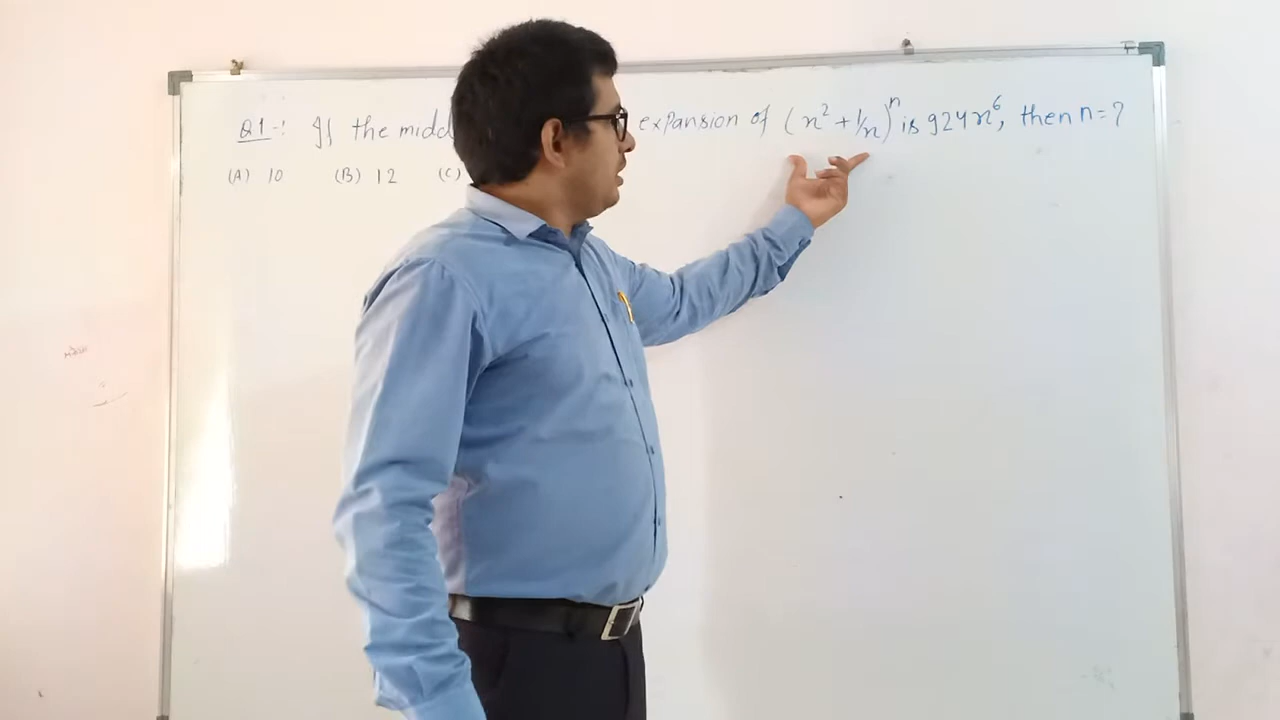 Q1-: If the midd expansion of (x² + 1/x)ⁿ is 924x⁶, then n=?
(A) 10 (B) 12 (C)